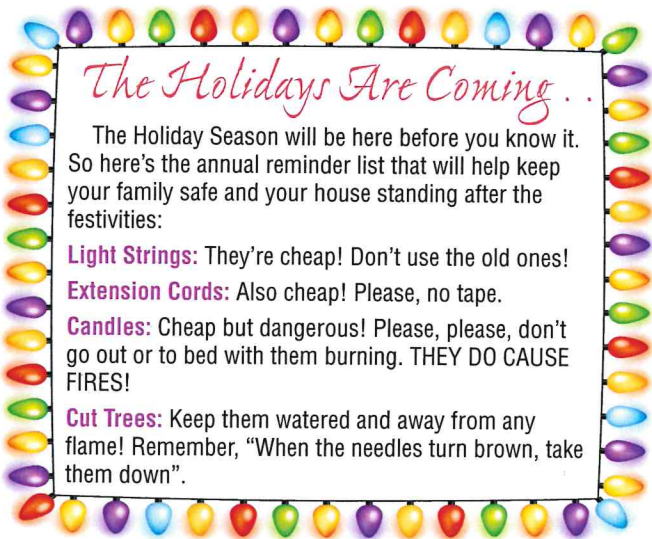 The Holidays Are Coming . .
The Holiday Season will be here before you know it.
So here's the annual reminder list that will help keep
your family safe and your house standing after the
festivities:
Light Strings: They're cheap! Don't use the old ones!
Extension Cords: Also cheap! Please, no tape.
Candles: Cheap but dangerous! Please, please, don't
go out or to bed with them burning. THEY DO CAUSE
FIRES!
Cut Trees: Keep them watered and away from any
flame! Remember, “When the needles turn brown, take
them down”.